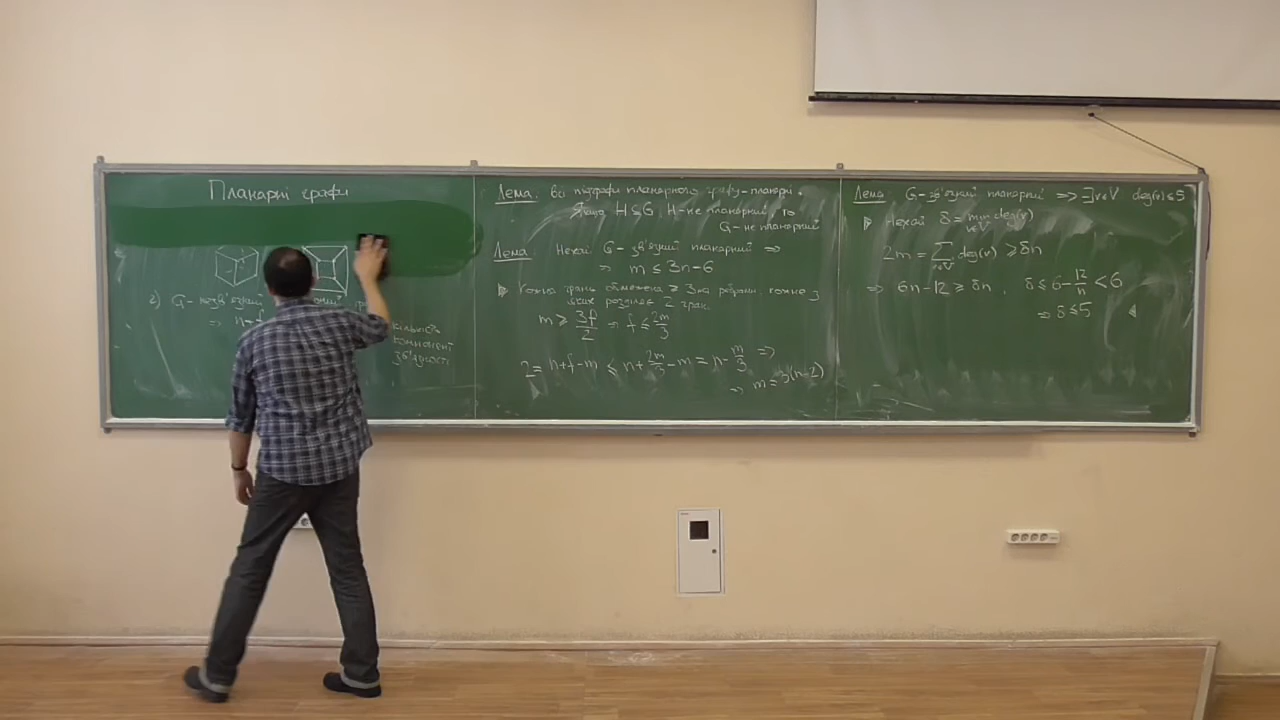 Планарні графи
2) G – незв'язний
⇒ n – f
кількість
компонент
зв'язності
Лема: Всі підграфи планарного графу – планарні.
Якщо H ⊆ G, H – не планарний, то
G – не планарний
Лема: Нехай G – зв'язний планарний ⇒
⇒ m ≤ 3n – 6
▷ Кожна грань обмежена ≥ 3-ма ребрами, кожне з
яких розділяє 2 грані.
m ≥ 3f/2 ⇒ f ≤ 2m/3
2 = n + f – m ≤ n + 2m/3 – m = n – m/3 ⇒
⇒ m = 3(n – 2)
Лема: G – зв'язний планарний ⇒ ∃ v ∈ V deg(v) ≤ 5
▷ Нехай δ = min deg(v)
v∈V
2m = ∑ deg(v) ≥ δn
v∈V
⇒ 6n – 12 ≥ δn, δ ≤ 6 – 12/n < 6
⇒ δ ≤ 5 ◁